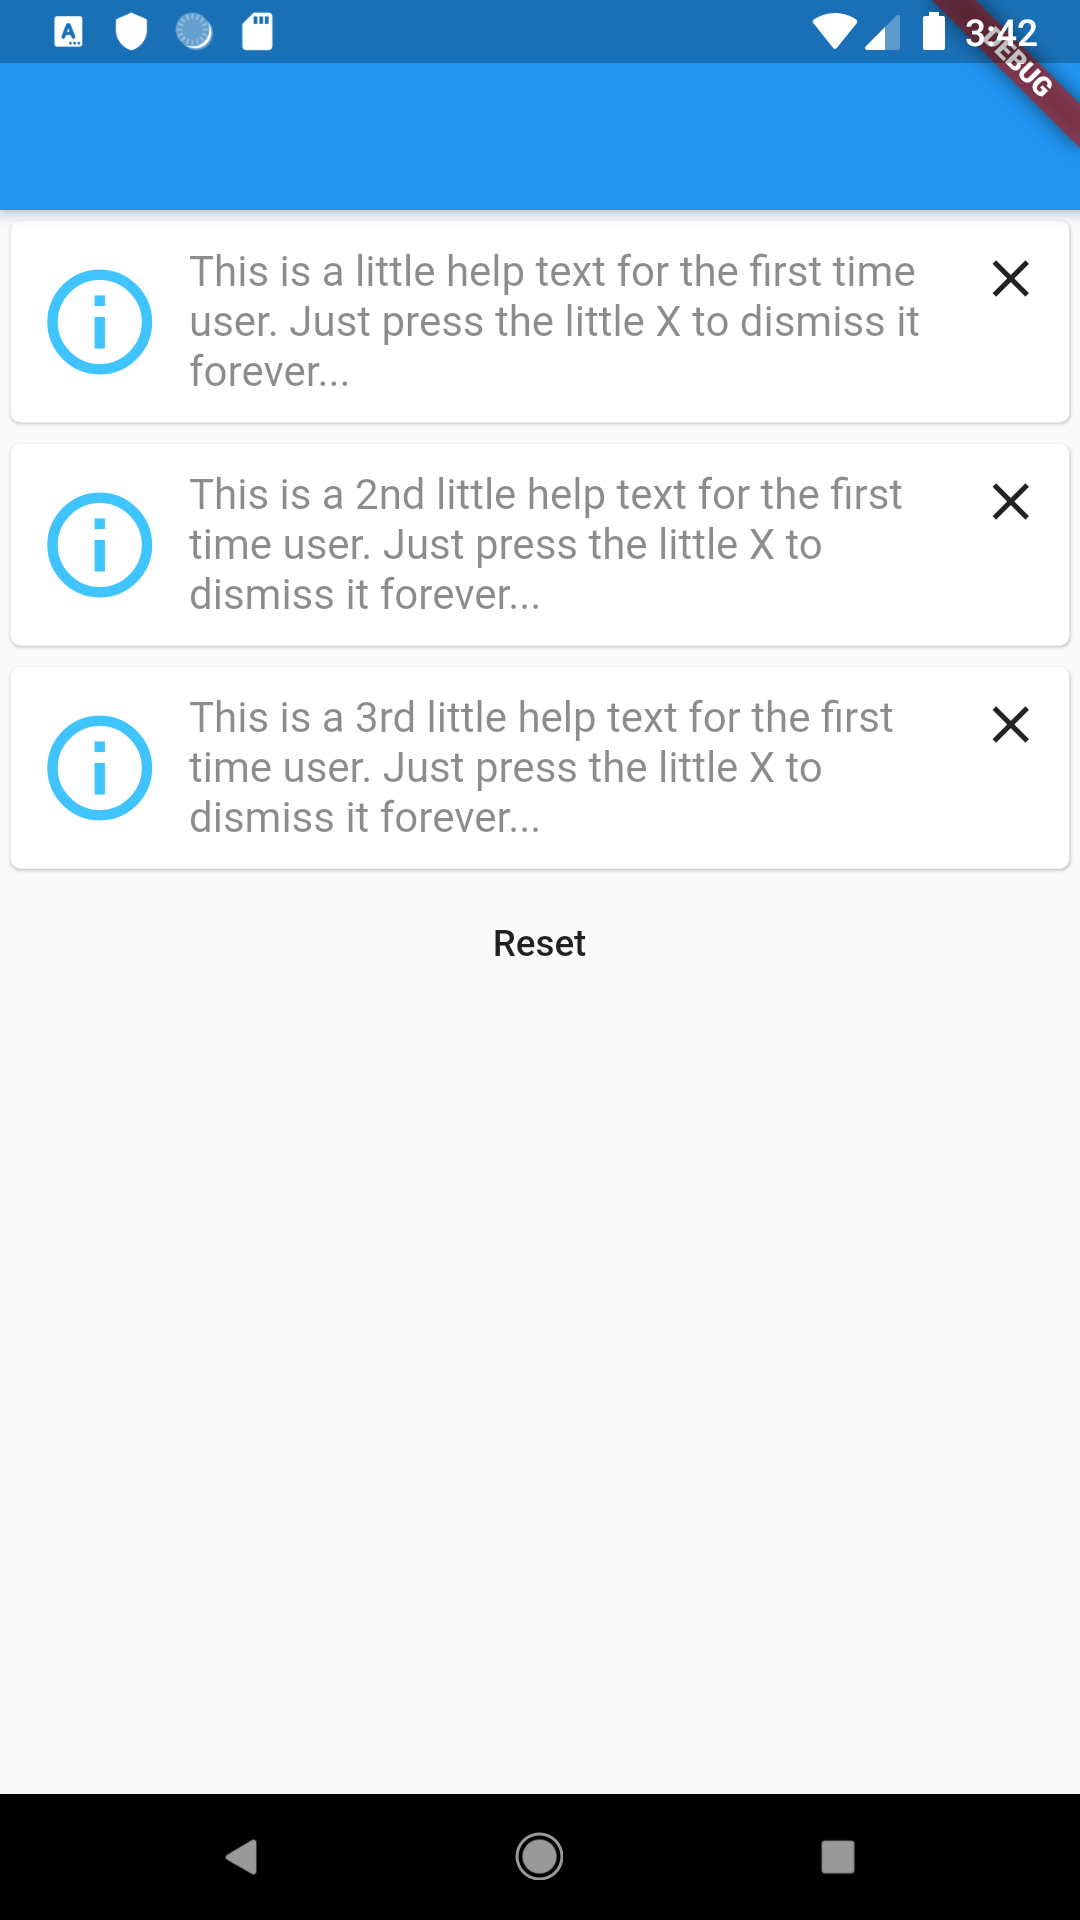 3:42
DEBUG
This is a little help text for the first time
user. Just press the little X to dismiss it
forever...
This is a 2nd little help text for the first
time user. Just press the little X to
dismiss it forever...
This is a 3rd little help text for the first
time user. Just press the little X to
dismiss it forever...
Reset